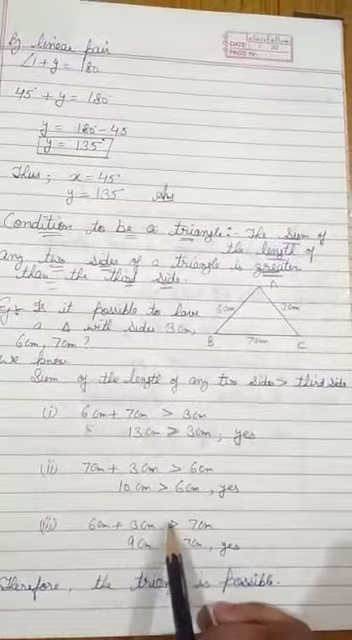 By linear pair
∠1 + y = 180
45° + y = 180°
y = 180° - 45
y = 135°
Thus; x = 45°
y = 135° Ans
Condition to be a triangle:- The sum of
the length of
any two sides of a triangle is greater
than the third side.
Eg:- Is it possible to have
a Δ with sides 3cm,
6cm, 7cm?
A
6cm
3cm
B
7cm
C
We know
Sum of the length of any two sides > third side
(i) 6cm + 7cm > 3cm
13cm > 3cm, yes
(ii) 7cm + 3cm > 6cm
10cm > 6cm, yes
(iii) 6cm + 3cm > 7cm
9cm 7cm, yes
Therefore, the is possible.
DATE
PAGE NO.